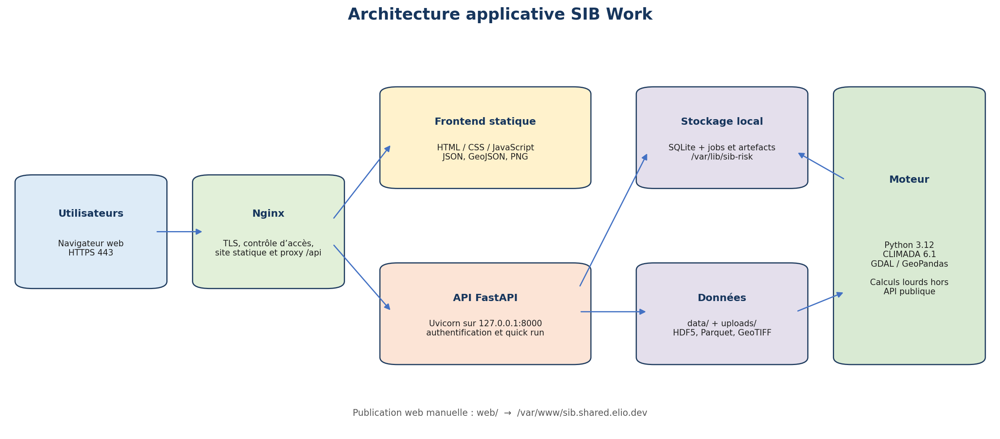 Architecture applicative SIB Work
Utilisateurs
Navigateur web
HTTPS 443
Nginx
TLS, contrôle d’accès,
site statique et proxy /api
Frontend statique
HTML / CSS / JavaScript
JSON, GeoJSON, PNG
API FastAPI
Uvicorn sur 127.0.0.1:8000
authentification et quick run
Stockage local
SQLite + jobs et artefacts
/var/lib/sib-risk
Données
data/ + uploads/
HDF5, Parquet, GeoTIFF
Moteur
Python 3.12
CLIMADA 6.1
GDAL / GeoPandas
Calculs lourds hors
API publique
Publication web manuelle : web/ → /var/www/sib.shared.elio.dev